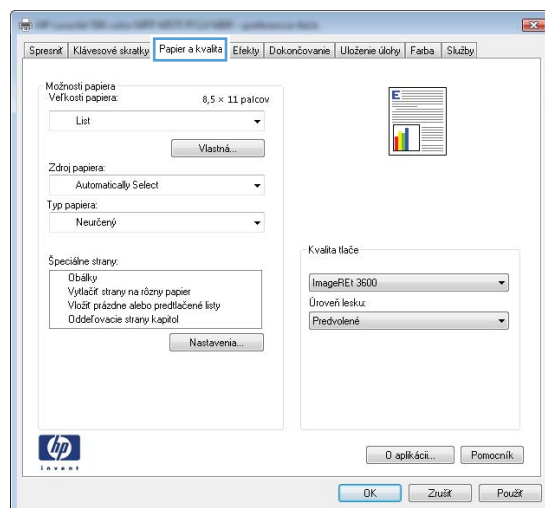 Spresniť Klávesové skratky Papier a kvalita Efekty Dokončovanie Uloženie úlohy Farba Služby
Možnosti papiera
Veľkosti papiera: 8,5 × 11 palcov
List
Vlastná...
Zdroj papiera:
Automatically Select
Typ papiera:
Neurčený
Špeciálne strany:
Obálky
Vytlačiť strany na rôzny papier
Vložiť prázdne alebo predtlačené listy
Oddeľovacie strany kapitol
Nastavenia...
E
Kvalita tlače
ImageREt 3600
Úroveň lesku:
Predvolené
hp
invent
O aplikácii... Pomocník
OK Zrušiť Použiť